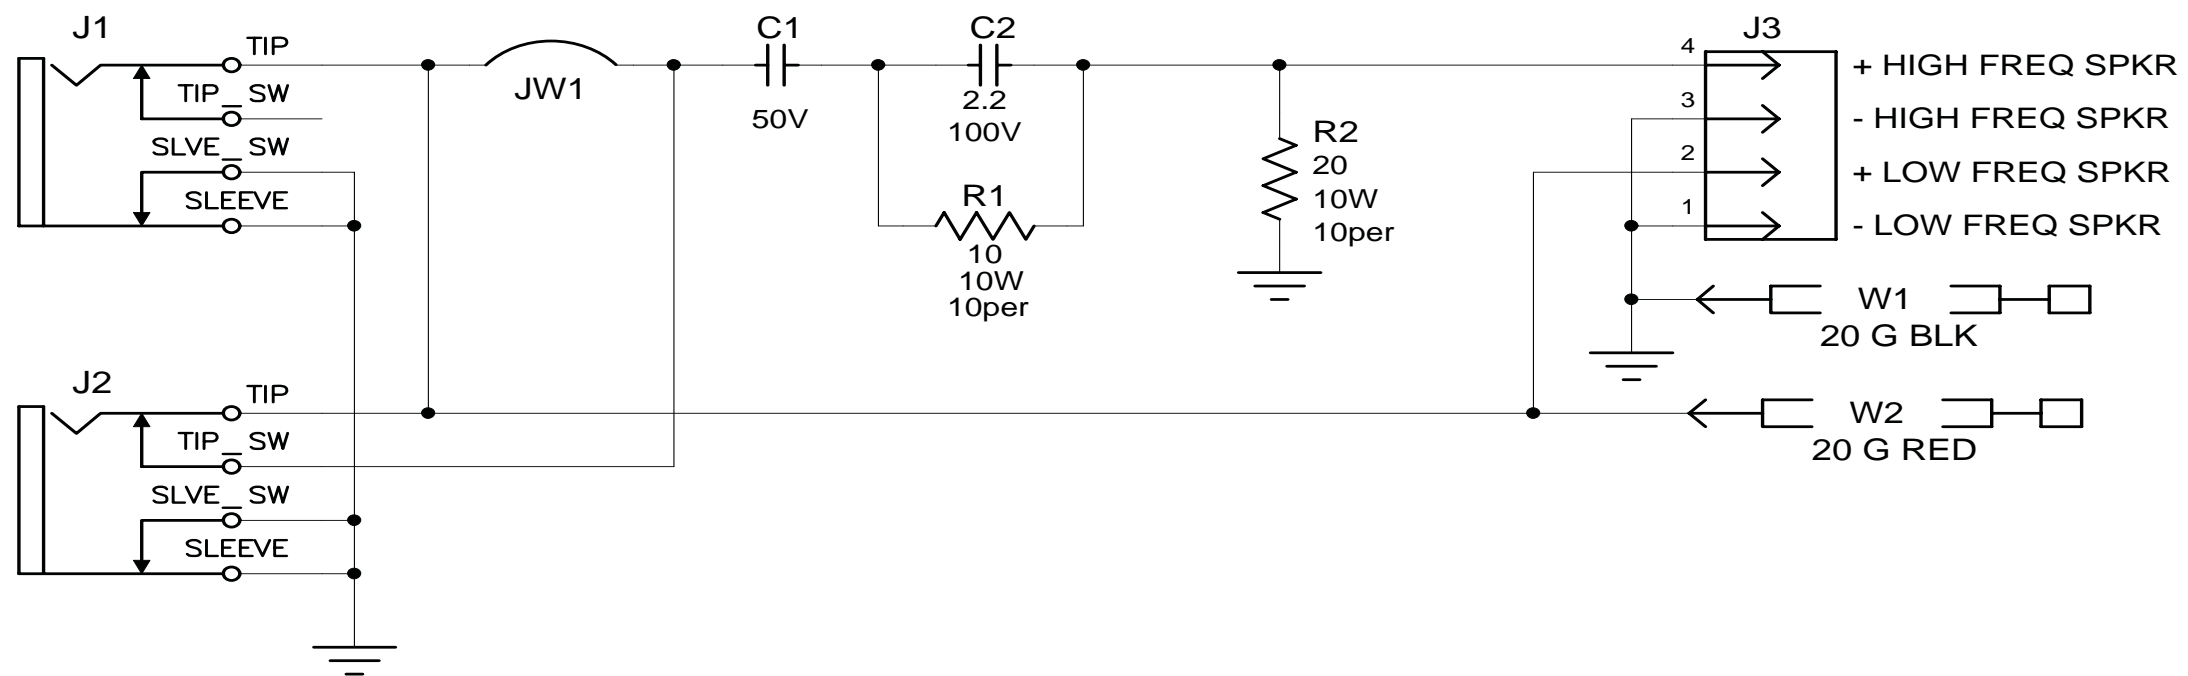 J1
TIP
TIP_SW
SLVE_SW
SLEEVE
JW1
C1
50V
C2
2.2
100V
R1
10
10W
10per
R2
20
10W
10per
J3
4
+ HIGH FREQ SPKR
3
- HIGH FREQ SPKR
2
+ LOW FREQ SPKR
1
- LOW FREQ SPKR
W1
20 G BLK
J2
TIP
TIP_SW
SLVE_SW
SLEEVE
W2
20 G RED